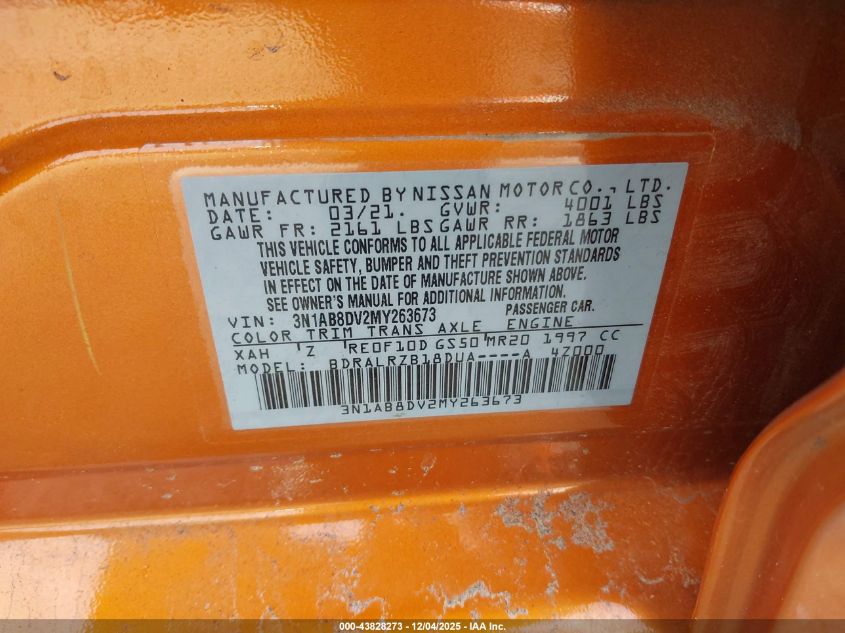 MANUFACTURED BY NISSAN MOTOR CO., LTD.
DATE: 03/21. GVWR: 4001 LBS
GAWR FR: 2161 LBS GAWR RR: 1863 LBS
THIS VEHICLE CONFORMS TO ALL APPLICABLE FEDERAL MOTOR
VEHICLE SAFETY, BUMPER AND THEFT PREVENTION STANDARDS
IN EFFECT ON THE DATE OF MANUFACTURE SHOWN ABOVE.
SEE OWNER'S MANUAL FOR ADDITIONAL INFORMATION.
VIN: 3N1AB8DV2MY263673 PASSENGER CAR.
COLOR TRIM TRANS AXLE ENGINE
XAH Z RE0F10D GS50 MR20 1997 CC
MODEL: BDRALRZB18DUA----A 4Z000
3N1AB8DV2MY263673
000-43828273 - 12/04/2025 - IAA Inc.